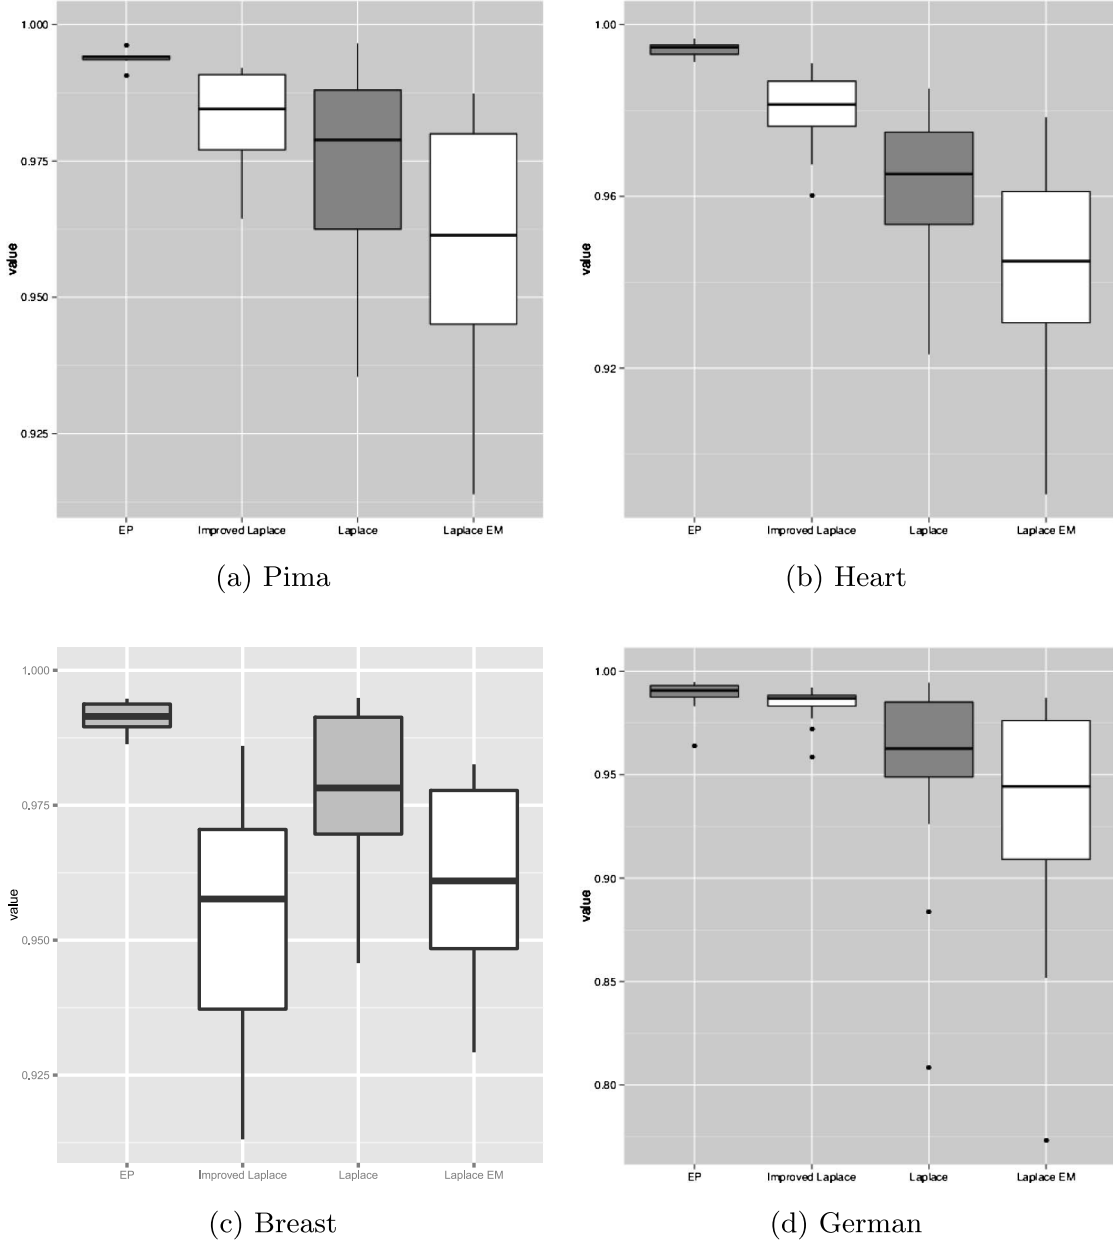 1.000
0.975
0.950
0.925
value
EP Improved Laplace Laplace Laplace EM
(a) Pima
1.00
0.96
0.92
value
EP Improved Laplace Laplace Laplace EM
(b) Heart
1.000
0.975
0.950
0.925
value
EP Improved Laplace Laplace Laplace EM
(c) Breast
1.00
0.95
0.90
0.85
0.80
value
EP Improved Laplace Laplace Laplace EM
(d) German